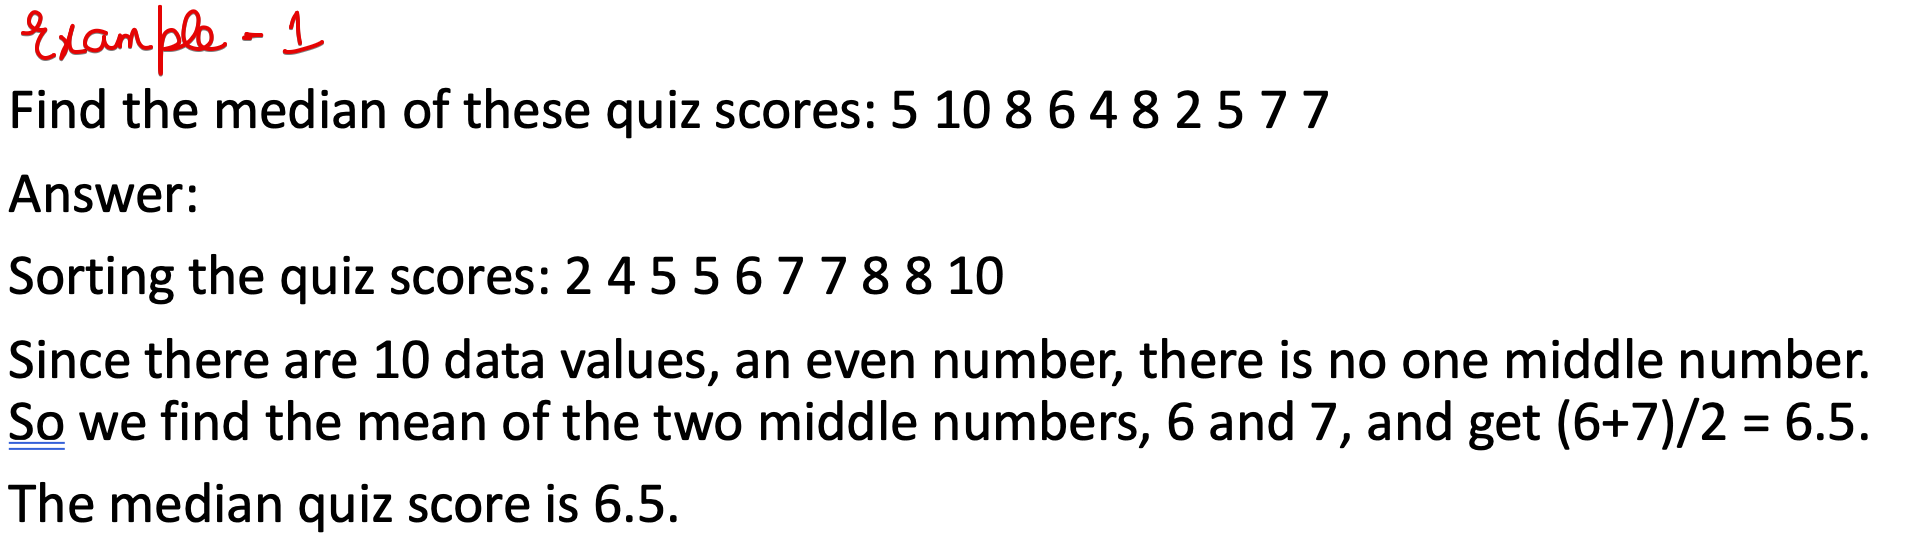 Example - 1
Find the median of these quiz scores: 5 10 8 6 4 8 2 5 7 7
Answer:
Sorting the quiz scores: 2 4 5 5 6 7 7 8 8 10
Since there are 10 data values, an even number, there is no one middle number.
So we find the mean of the two middle numbers, 6 and 7, and get (6+7)/2 = 6.5.
The median quiz score is 6.5.